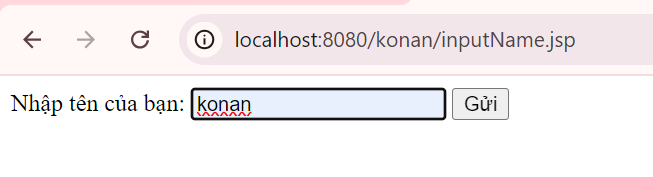 localhost:8080/konan/inputName.jsp
Nhập tên của bạn: konan Gửi